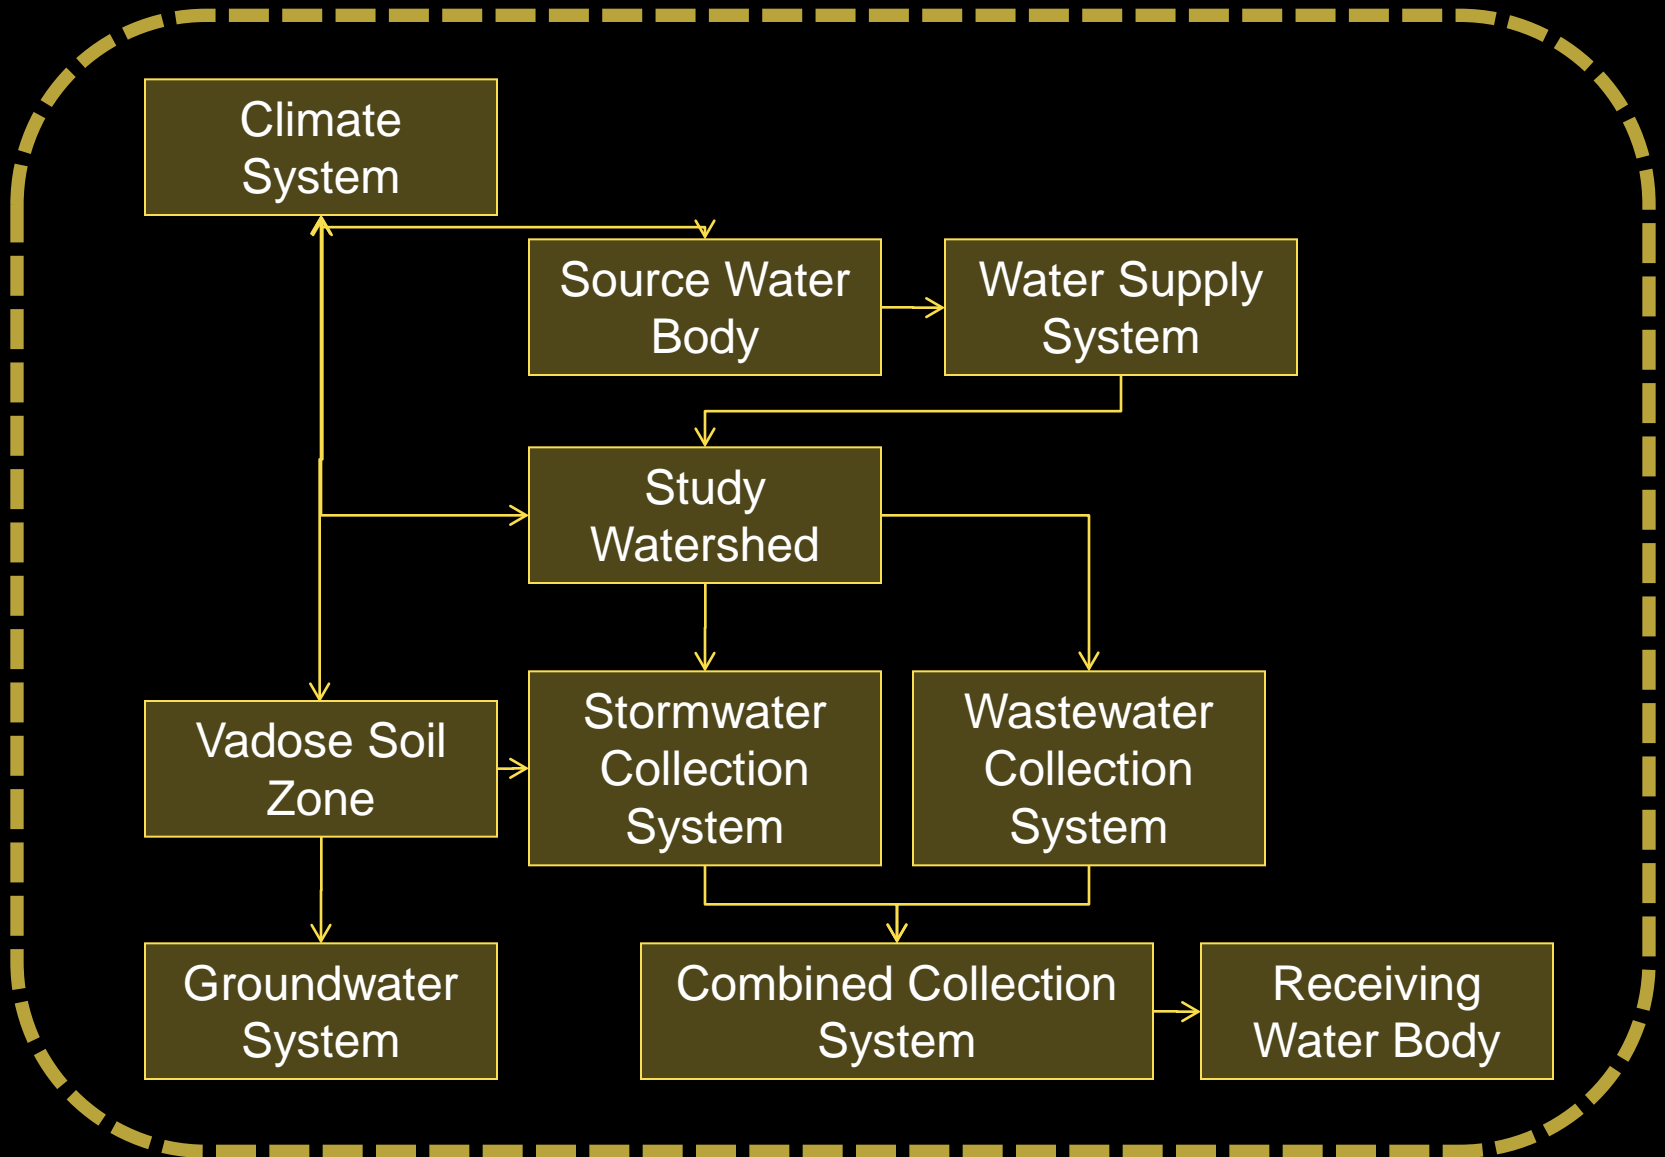 Climate
System
Source Water
Body
Water Supply
System
Study
Watershed
Vadose Soil
Zone
Stormwater
Collection
System
Wastewater
Collection
System
Groundwater
System
Combined Collection
System
Receiving
Water Body